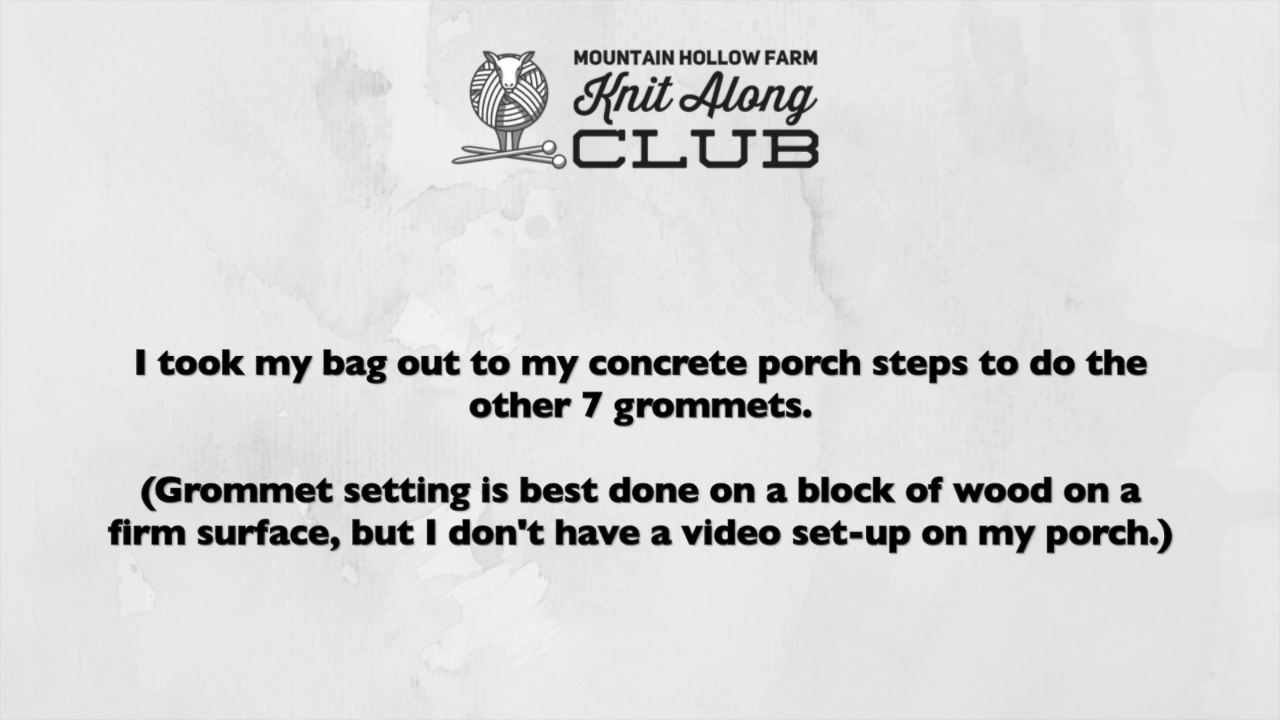 MOUNTAIN HOLLOW FARM
Knit Along
CLUB
I took my bag out to my concrete porch steps to do the
other 7 grommets.
(Grommet setting is best done on a block of wood on a
firm surface, but I don't have a video set-up on my porch.)